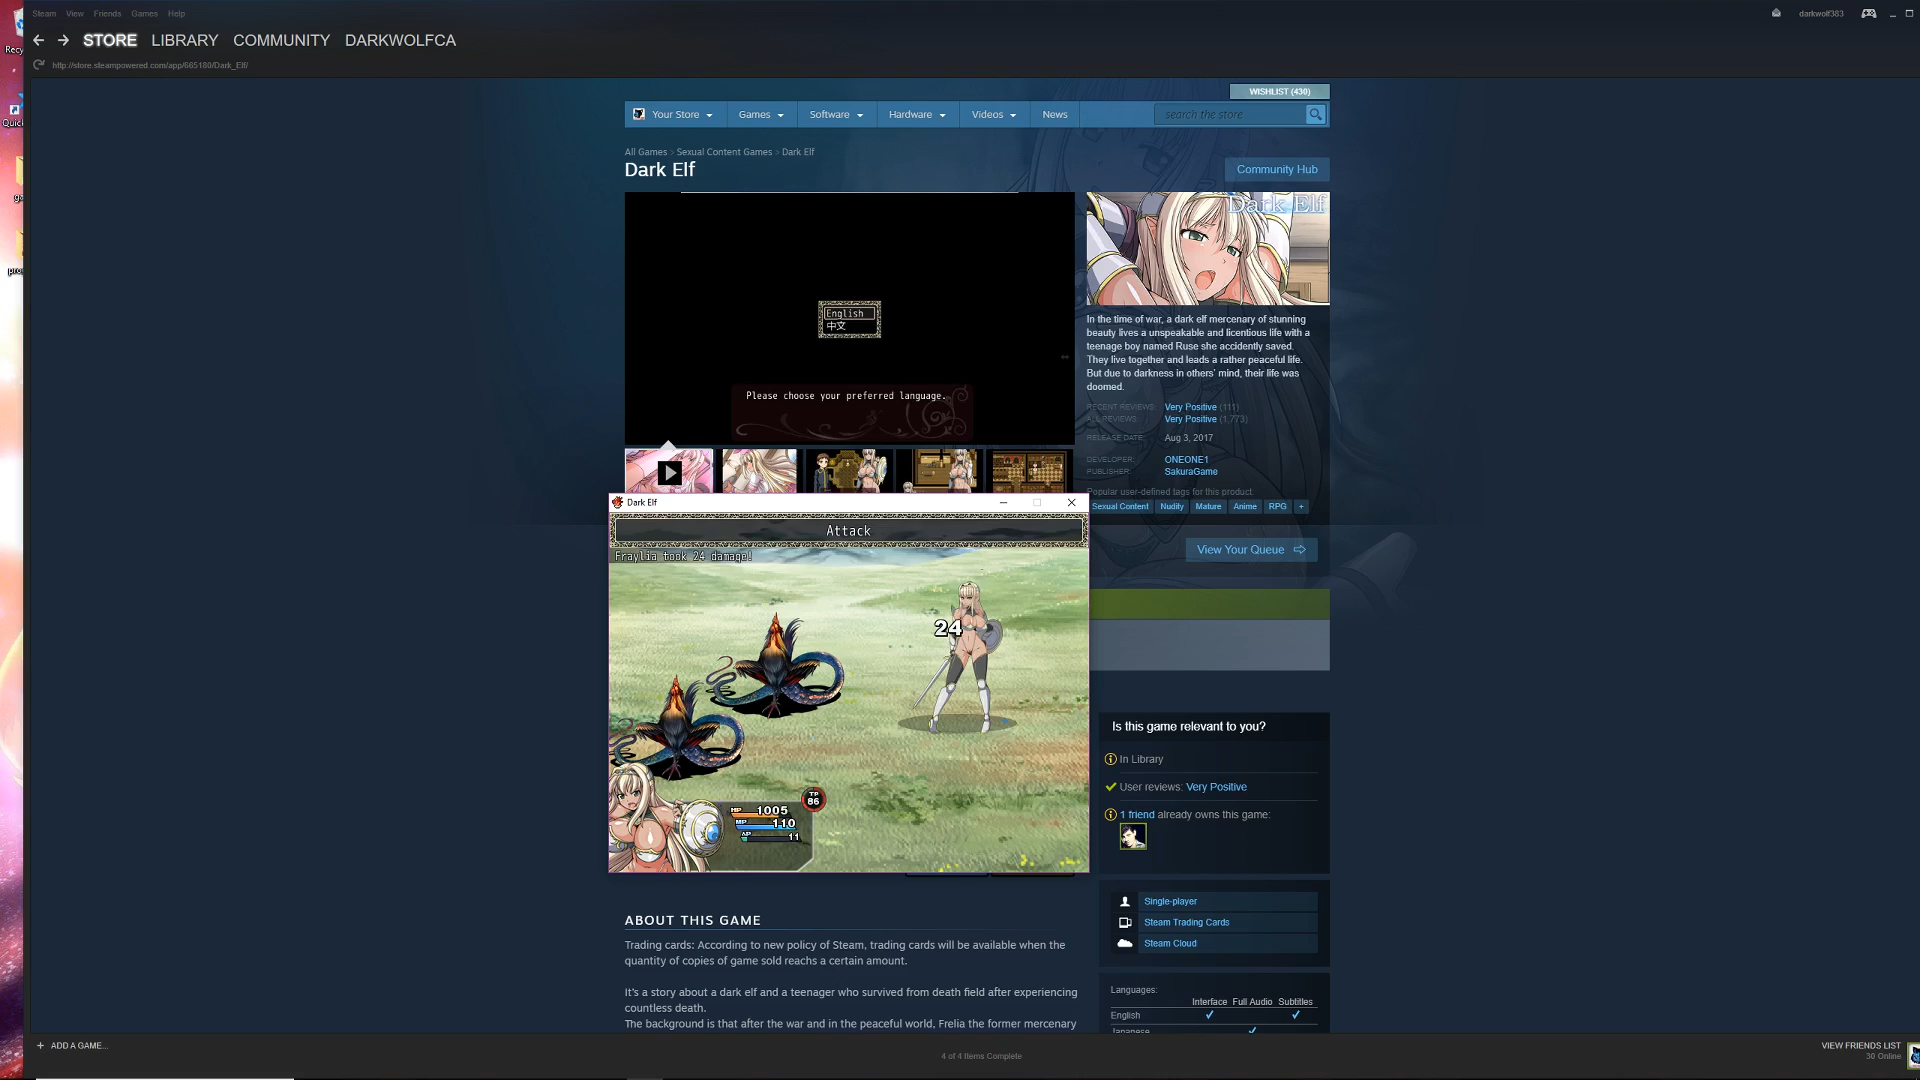 Steam View Friends Games Help darkwolf383
STORE LIBRARY COMMUNITY DARKWOLFCA
http://store.steampowered.com/app/665180/Dark_Elf/
WISHLIST (430)
Your Store Games Software Hardware Videos News search the store
All Games > Sexual Content Games > Dark Elf
Dark Elf
Community Hub
English
中文
Please choose your preferred language.
Dark Elf
In the time of war, a dark elf mercenary of stunning
beauty lives a unspeakable and licentious life with a
teenage boy named Ruse she accidently saved.
They live together and leads a rather peaceful life.
But due to darkness in others' mind, their life was
doomed.
RECENT REVIEWS: Very Positive (111)
ALL REVIEWS: Very Positive (1,773)
RELEASE DATE: Aug 3, 2017
DEVELOPER: ONEONE1
PUBLISHER: SakuraGame
Popular user-defined tags for this product:
Sexual Content Nudity Mature Anime RPG +
View Your Queue
Dark Elf
Attack
Fraylia took 24 damage!
24
TP
86
HP 1005
MP 110
AP 11
Is this game relevant to you?
In Library
User reviews: Very Positive
1 friend already owns this game:
Single-player
Steam Trading Cards
Steam Cloud
ABOUT THIS GAME
Trading cards: According to new policy of Steam, trading cards will be available when the
quantity of copies of game sold reachs a certain amount.
It's a story about a dark elf and a teenager who survived from death field after experiencing
countless death.
The background is that after the war and in the peaceful world, Frelia the former mercenary
Languages:
Interface Full Audio Subtitles
English
Japanese
+ ADD A GAME...
4 of 4 Items Complete
VIEW FRIENDS LIST
30 Online